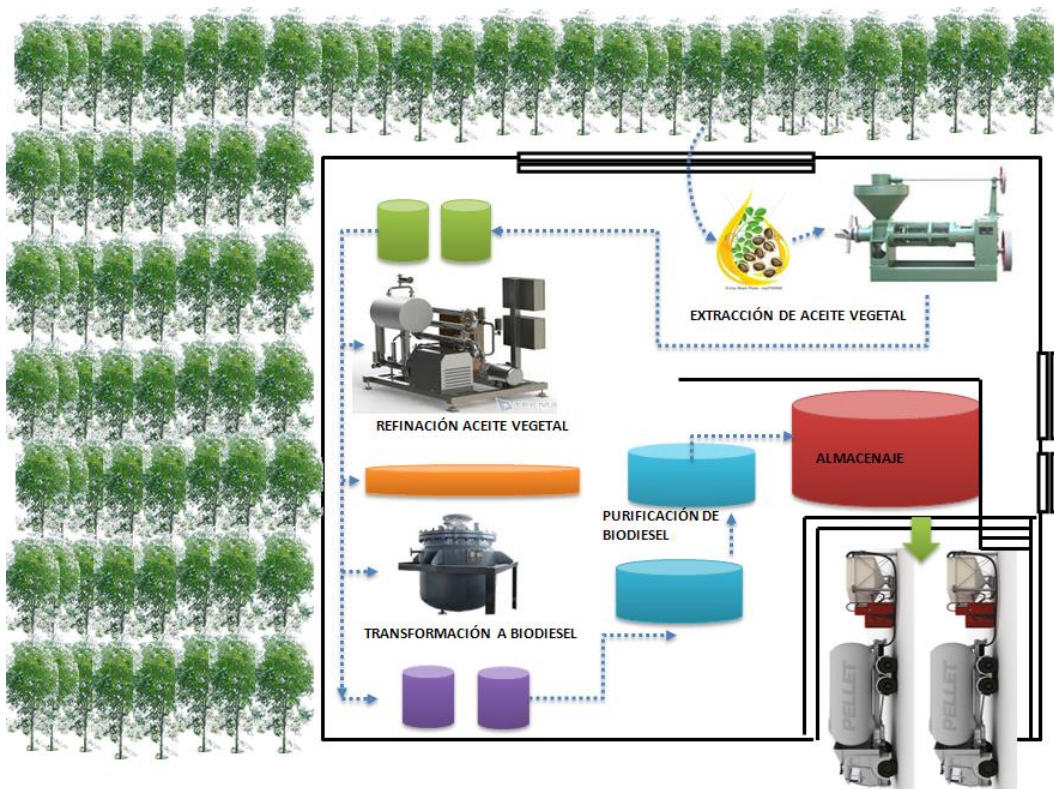 EXTRACCIÓN DE ACEITE VEGETAL
REFINACIÓN ACEITE VEGETAL
ALMACENAJE
PURIFICACIÓN DE
BIODIESEL
TRANSFORMACIÓN A BIODIESEL
PELLET
PELLET